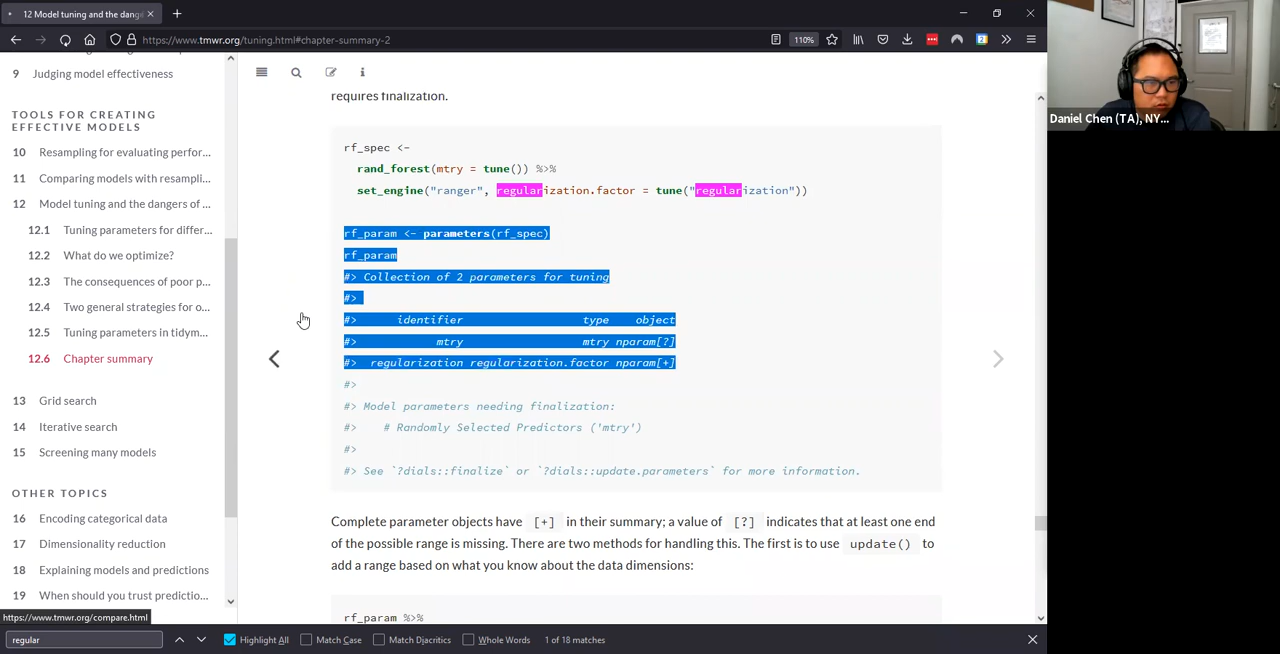 12 Model tuning and the dange
https://www.tmwr.org/tuning.html#chapter-summary-2
110%
9 Judging model effectiveness
TOOLS FOR CREATING
EFFECTIVE MODELS
10 Resampling for evaluating perfor...
11 Comparing models with resampli...
12 Model tuning and the dangers of ...
12.1 Tuning parameters for differ...
12.2 What do we optimize?
12.3 The consequences of poor p...
12.4 Two general strategies for o...
12.5 Tuning parameters in tidym...
12.6 Chapter summary
13 Grid search
14 Iterative search
15 Screening many models
OTHER TOPICS
16 Encoding categorical data
17 Dimensionality reduction
18 Explaining models and predictions
19 When should you trust predictio...
https://www.tmwr.org/compare.html
requires finalization.
rf_spec <-
rand_forest(mtry = tune()) %>%
set_engine("ranger", regularization.factor = tune("regularization"))
rf_param <- parameters(rf_spec)
rf_param
#> Collection of 2 parameters for tuning
#>
#> identifier type object
#> mtry mtry nparam[?]
#> regularization regularization.factor nparam[+]
#>
#> Model parameters needing finalization:
#> # Randomly Selected Predictors ('mtry')
#>
#> See `?dials::finalize` or `?dials::update.parameters` for more information.
Complete parameter objects have [+] in their summary; a value of [?] indicates that at least one end
of the possible range is missing. There are two methods for handling this. The first is to use update() to
add a range based on what you know about the data dimensions:
rf_param %>%
regular
Highlight All
Match Case
Match Diacritics
Whole Words
1 of 18 matches
Daniel Chen (TA), NY...